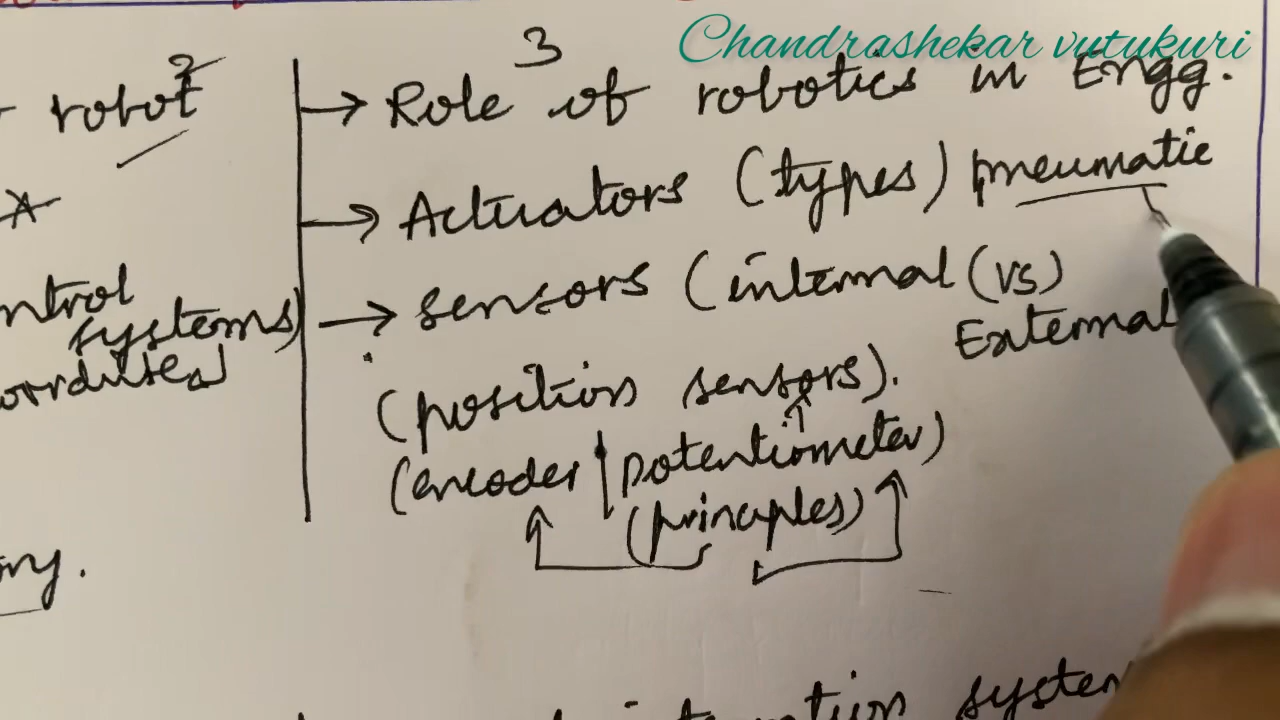 Chandrashekar vutukuri
3
robot?
→ Role of robotics in Engg.
→ Actuators (types) pneumatic
systems)
→ sensors (internal (vs)
External
(position sensors).
(encoder | potentiometer)
(principles)
system